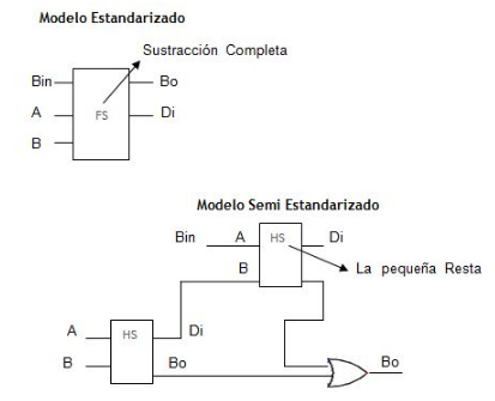 Modelo Estandarizado
Sustracción Completa
Bin
Bo
A
FS
Di
B
Modelo Semi Estandarizado
Bin
A
HS
Di
B
La pequeña Resta
A
HS
Di
B
Bo
Bo